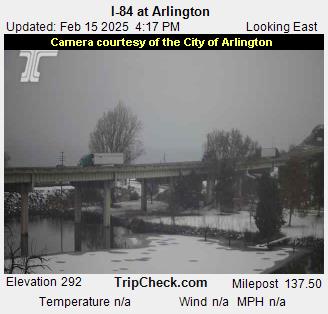 I-84 at Arlington
Updated: Feb 15 2025 4:17 PM Looking East
Camera courtesy of the City of Arlington
Elevation 292 TripCheck.com Milepost 137.50
Temperature n/a Wind n/a MPH n/a